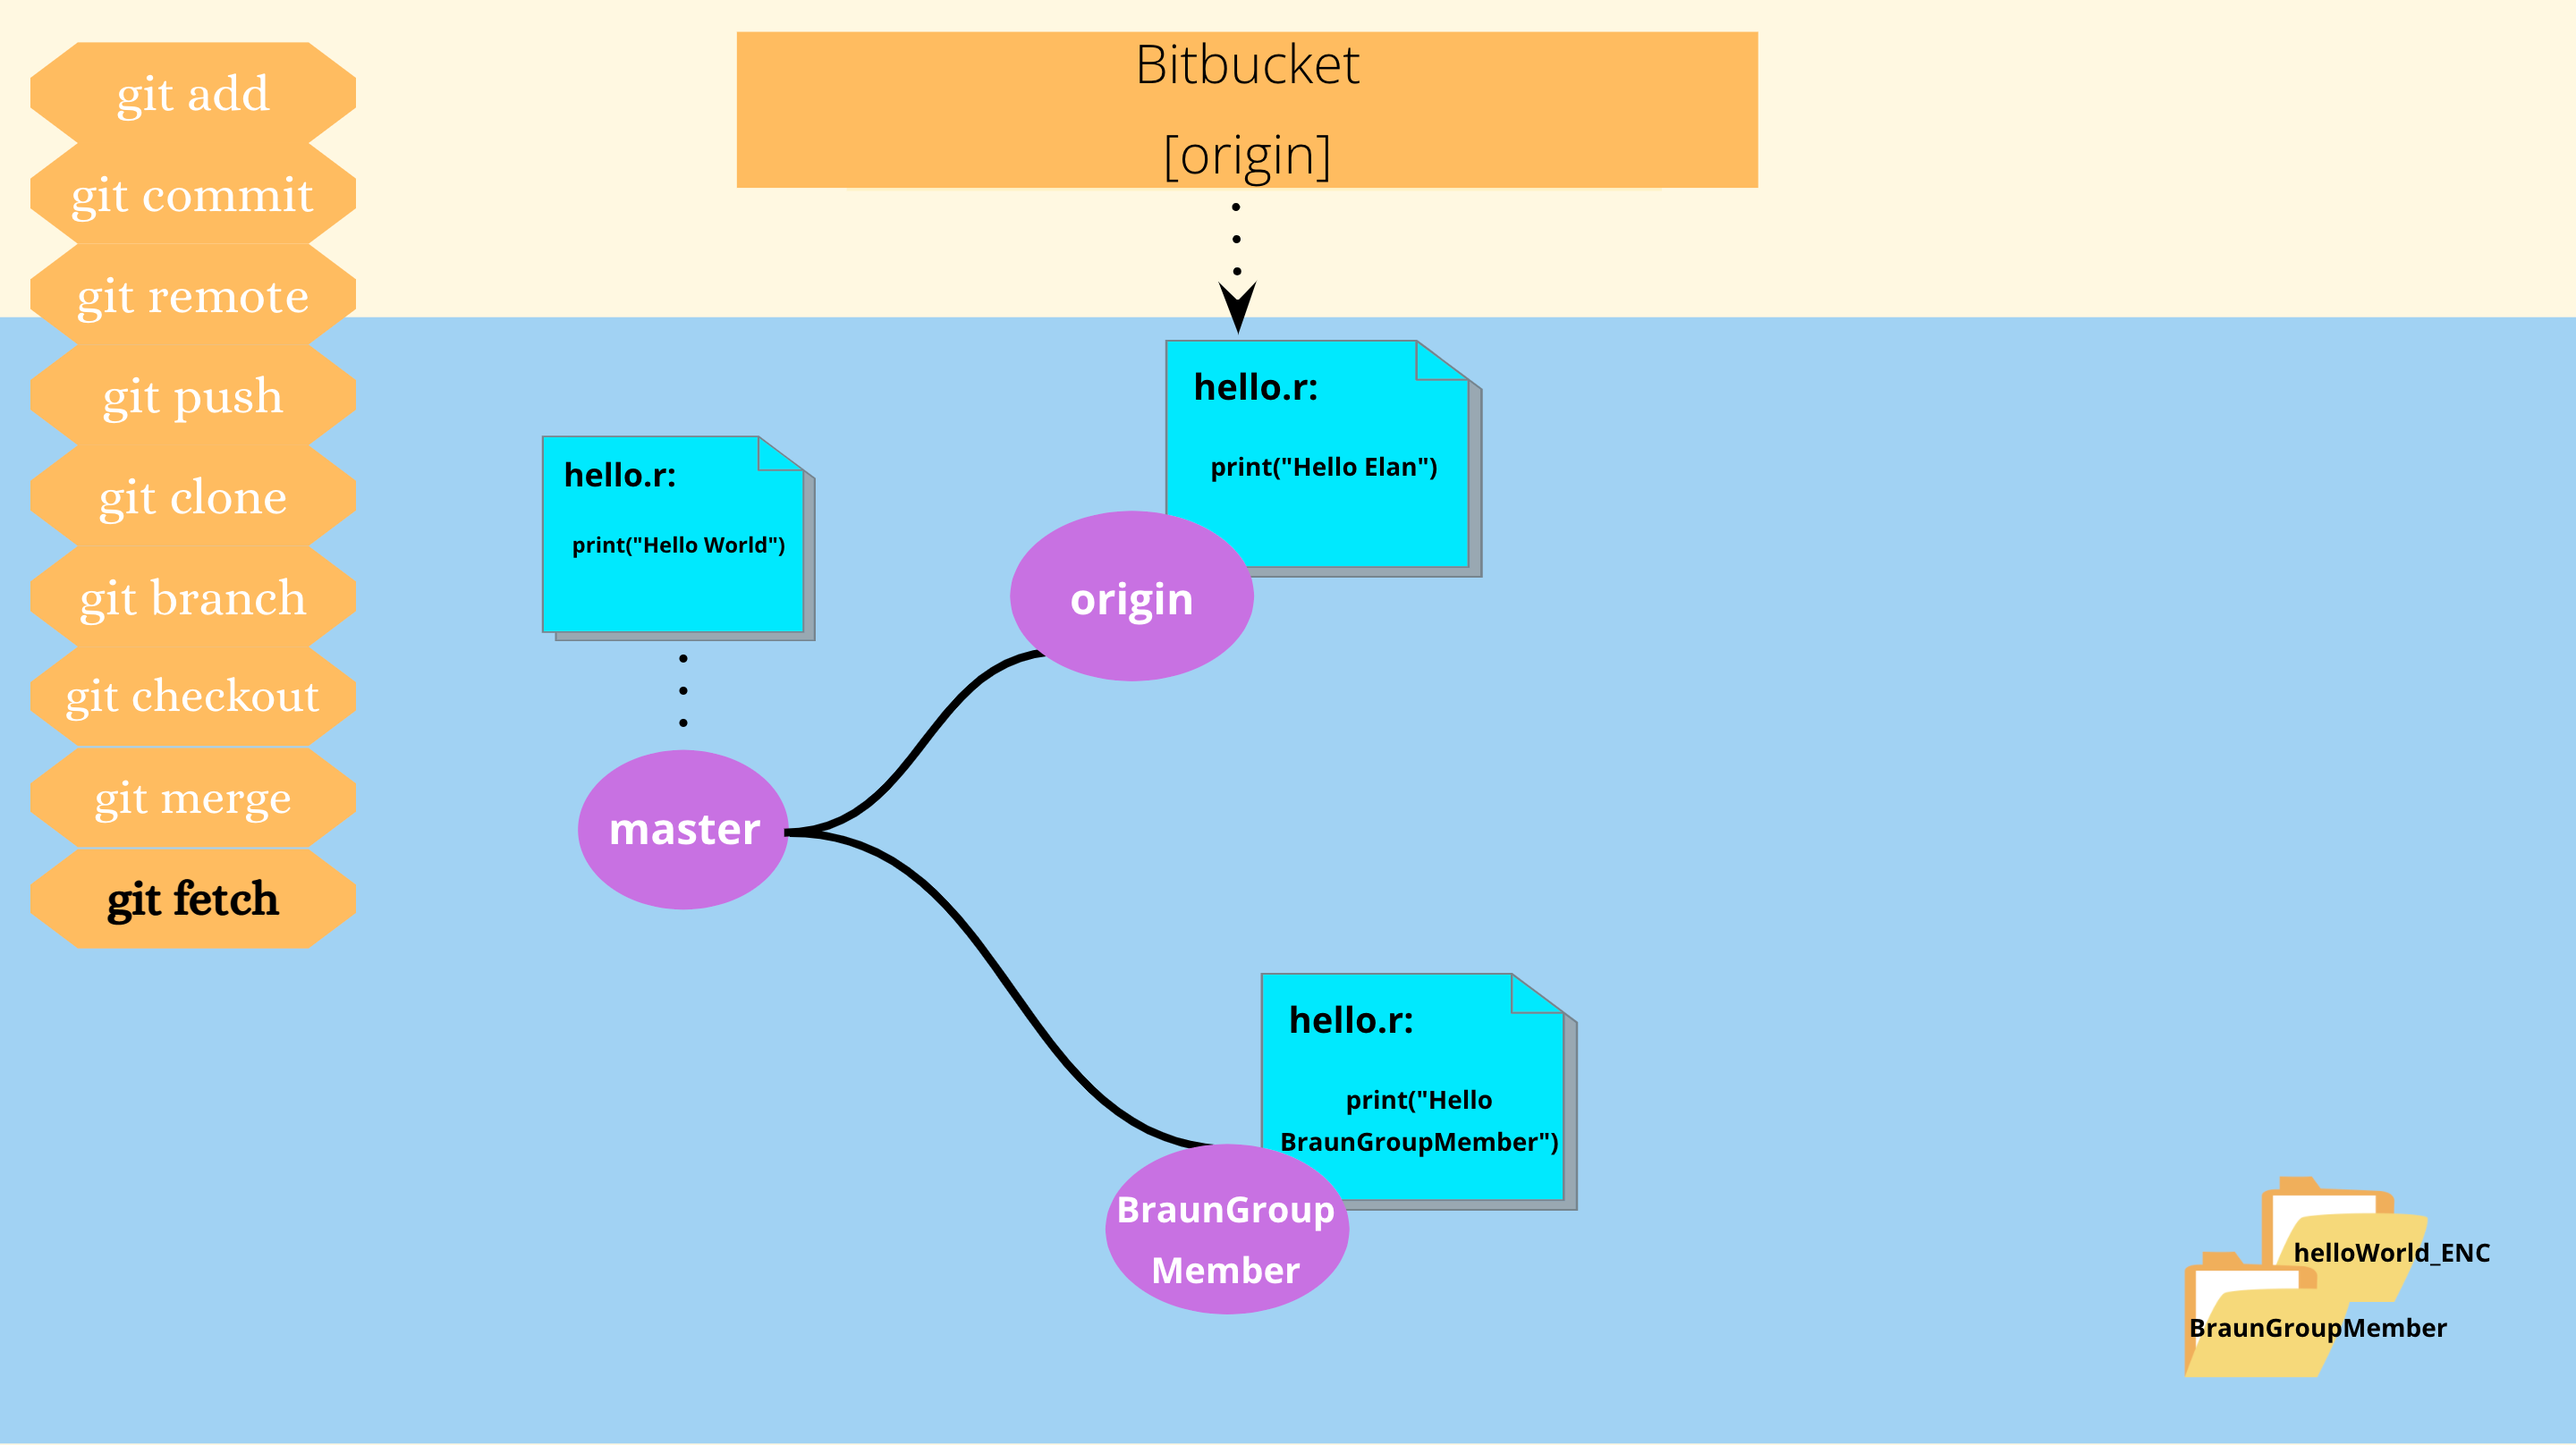 git add
git commit
git remote
git push
git clone
git branch
git checkout
git merge
git fetch
Bitbucket
[origin]
hello.r:
print("Hello World")
master
hello.r:
print("Hello Elan")
origin
hello.r:
print("Hello
BraunGroupMember")
BraunGroup
Member
helloWorld_ENC
BraunGroupMember